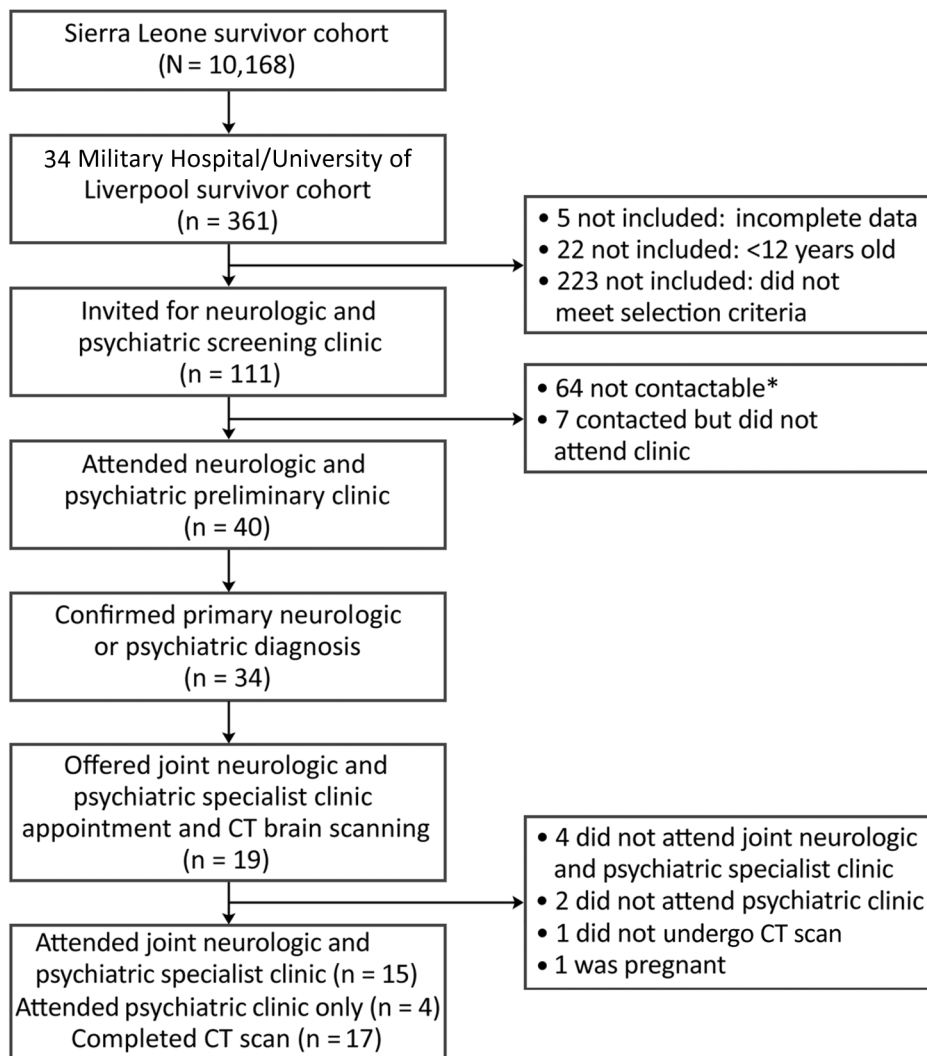 Sierra Leone survivor cohort
(N = 10,168)
34 Military Hospital/University of
Liverpool survivor cohort
(n = 361)
• 5 not included: incomplete data
• 22 not included: <12 years old
• 223 not included: did not
meet selection criteria
Invited for neurologic and
psychiatric screening clinic
(n = 111)
• 64 not contactable*
• 7 contacted but did not
attend clinic
Attended neurologic and
psychiatric preliminary clinic
(n = 40)
Confirmed primary neurologic
or psychiatric diagnosis
(n = 34)
Offered joint neurologic and
psychiatric specialist clinic
appointment and CT brain scanning
(n = 19)
• 4 did not attend joint neurologic
and psychiatric specialist clinic
• 2 did not attend psychiatric clinic
• 1 did not undergo CT scan
• 1 was pregnant
Attended joint neurologic and
psychiatric specialist clinic (n = 15)
Attended psychiatric clinic only (n = 4)
Completed CT scan (n = 17)